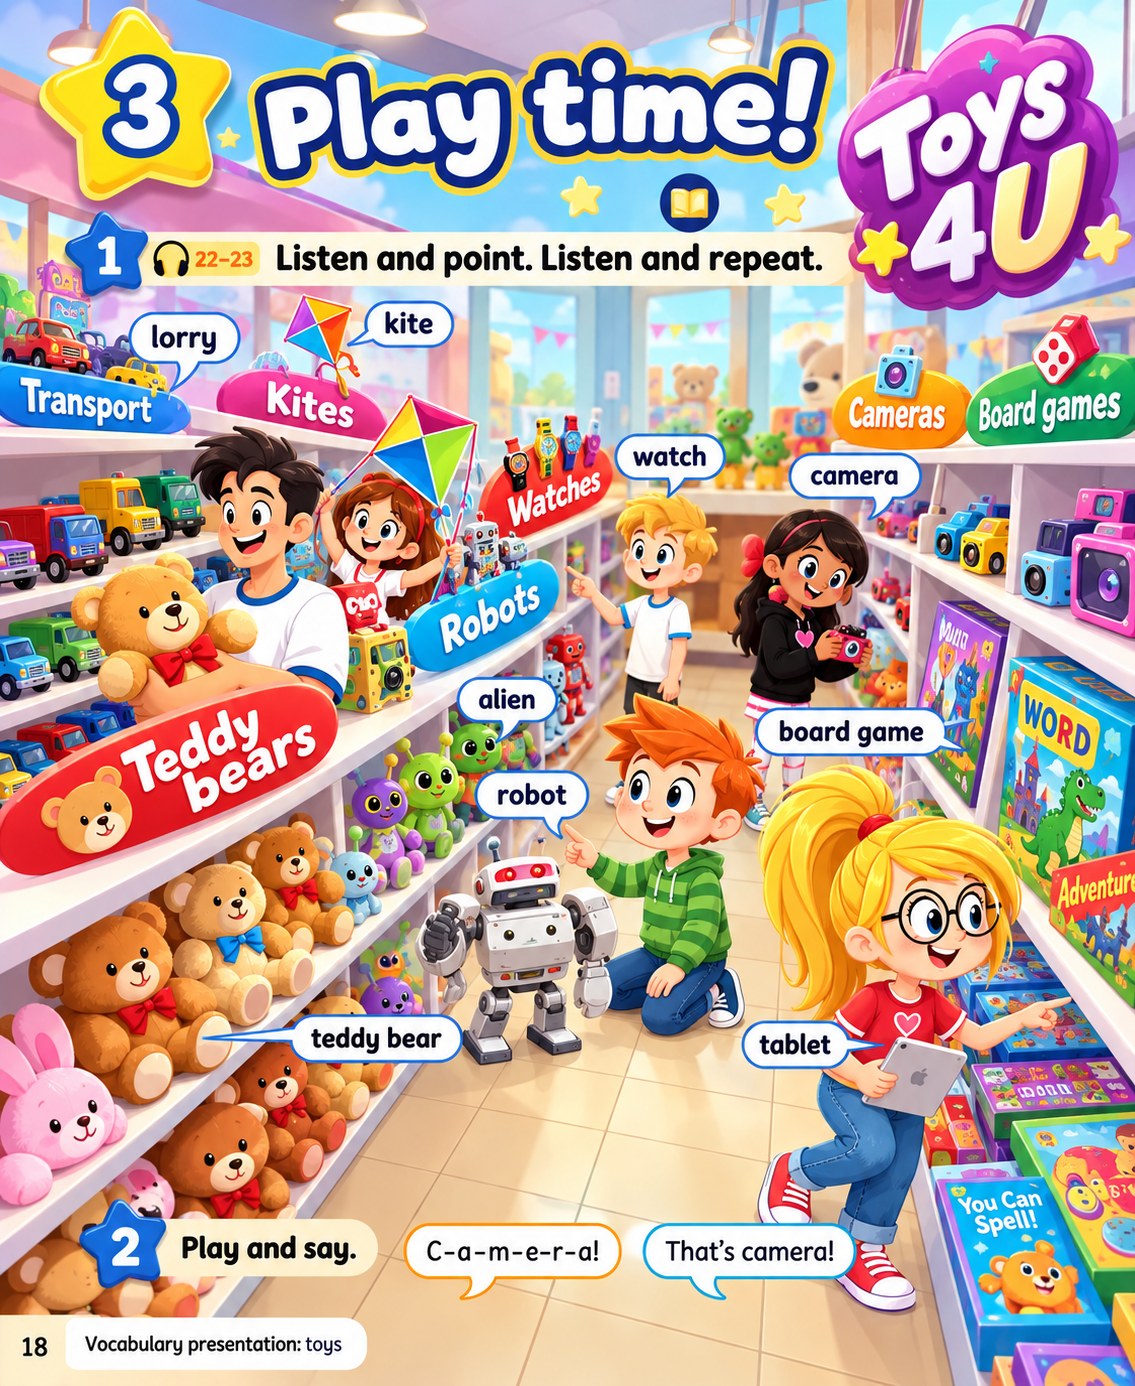 3
Play time!
Toys
4U
1
22–23
Listen and point. Listen and repeat.
lorry
kite
Transport
Kites
Cameras
Board games
Watches
watch
camera
Robots
alien
board game
WORD
Teddy
bears
robot
Adventure
teddy bear
tablet
You Can
Spell!
2
Play and say.
C-a-m-e-r-a!
That's camera!
18
Vocabulary presentation: toys